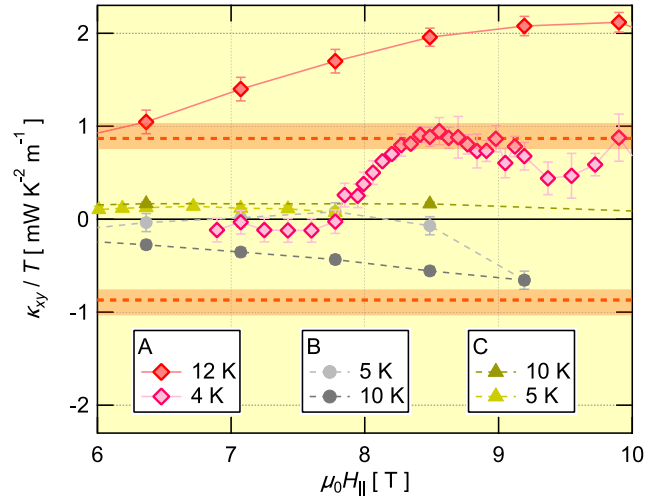 2
1
0
-1
-2
κxy / T [ mW K⁻² m⁻¹ ]
A
12 K
4 K
B
5 K
10 K
C
10 K
5 K
6 7 8 9 10
μ₀H|| [ T ]